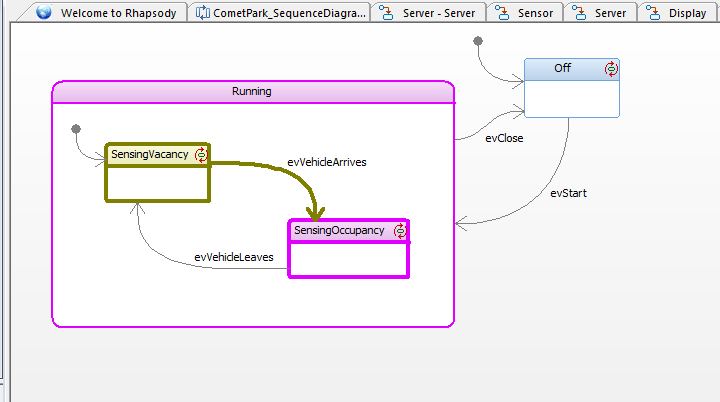 Welcome to Rhapsody
CometPark_SequenceDiagra...
Server - Server
Sensor
Server
Display
Off
Running
evClose
SensingVacancy
evVehicleArrives
evStart
SensingOccupancy
evVehicleLeaves